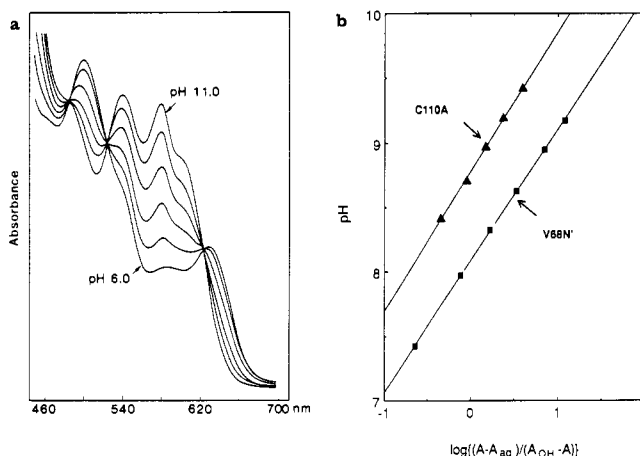 a
Absorbance
pH 11.0
pH 6.0
460
540
620
700 nm
b
pH
10
9
8
7
C110A
V68N'
-1
0
1
2
log{(A-Aaq)/(AOH-A)}